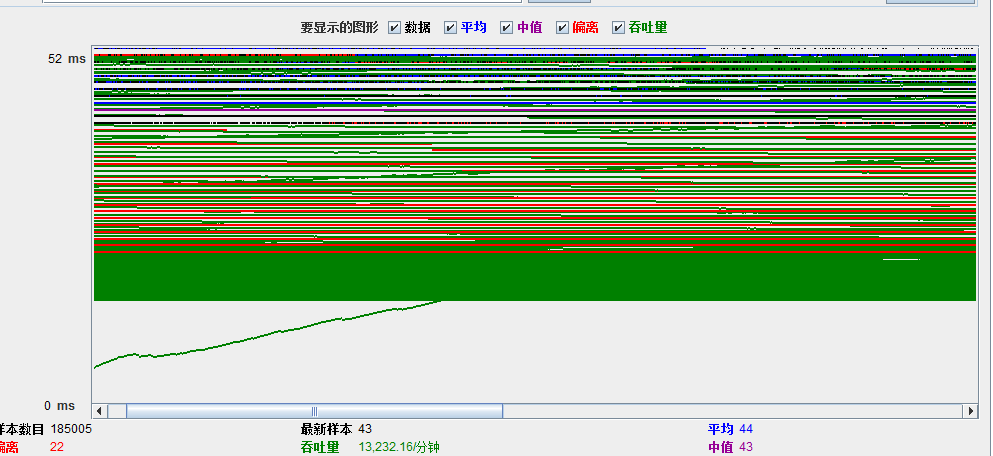 要显示的图形 数据 平均 中值 偏离 吞吐量
52 ms
0 ms
样本数目 185005 最新样本 43 平均 44
偏离 22 吞吐量 13,232.16/分钟 中值 43